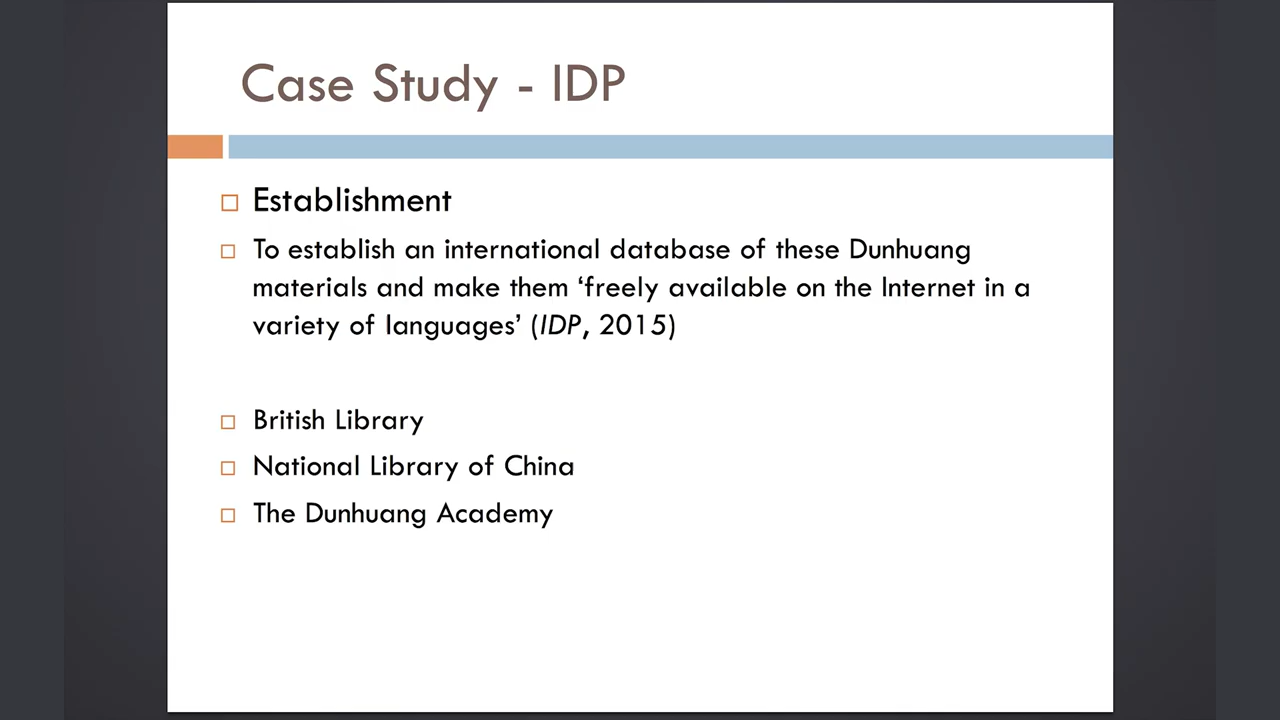 Case Study - IDP
Establishment
To establish an international database of these Dunhuang
materials and make them ‘freely available on the Internet in a
variety of languages’ (IDP, 2015)
British Library
National Library of China
The Dunhuang Academy